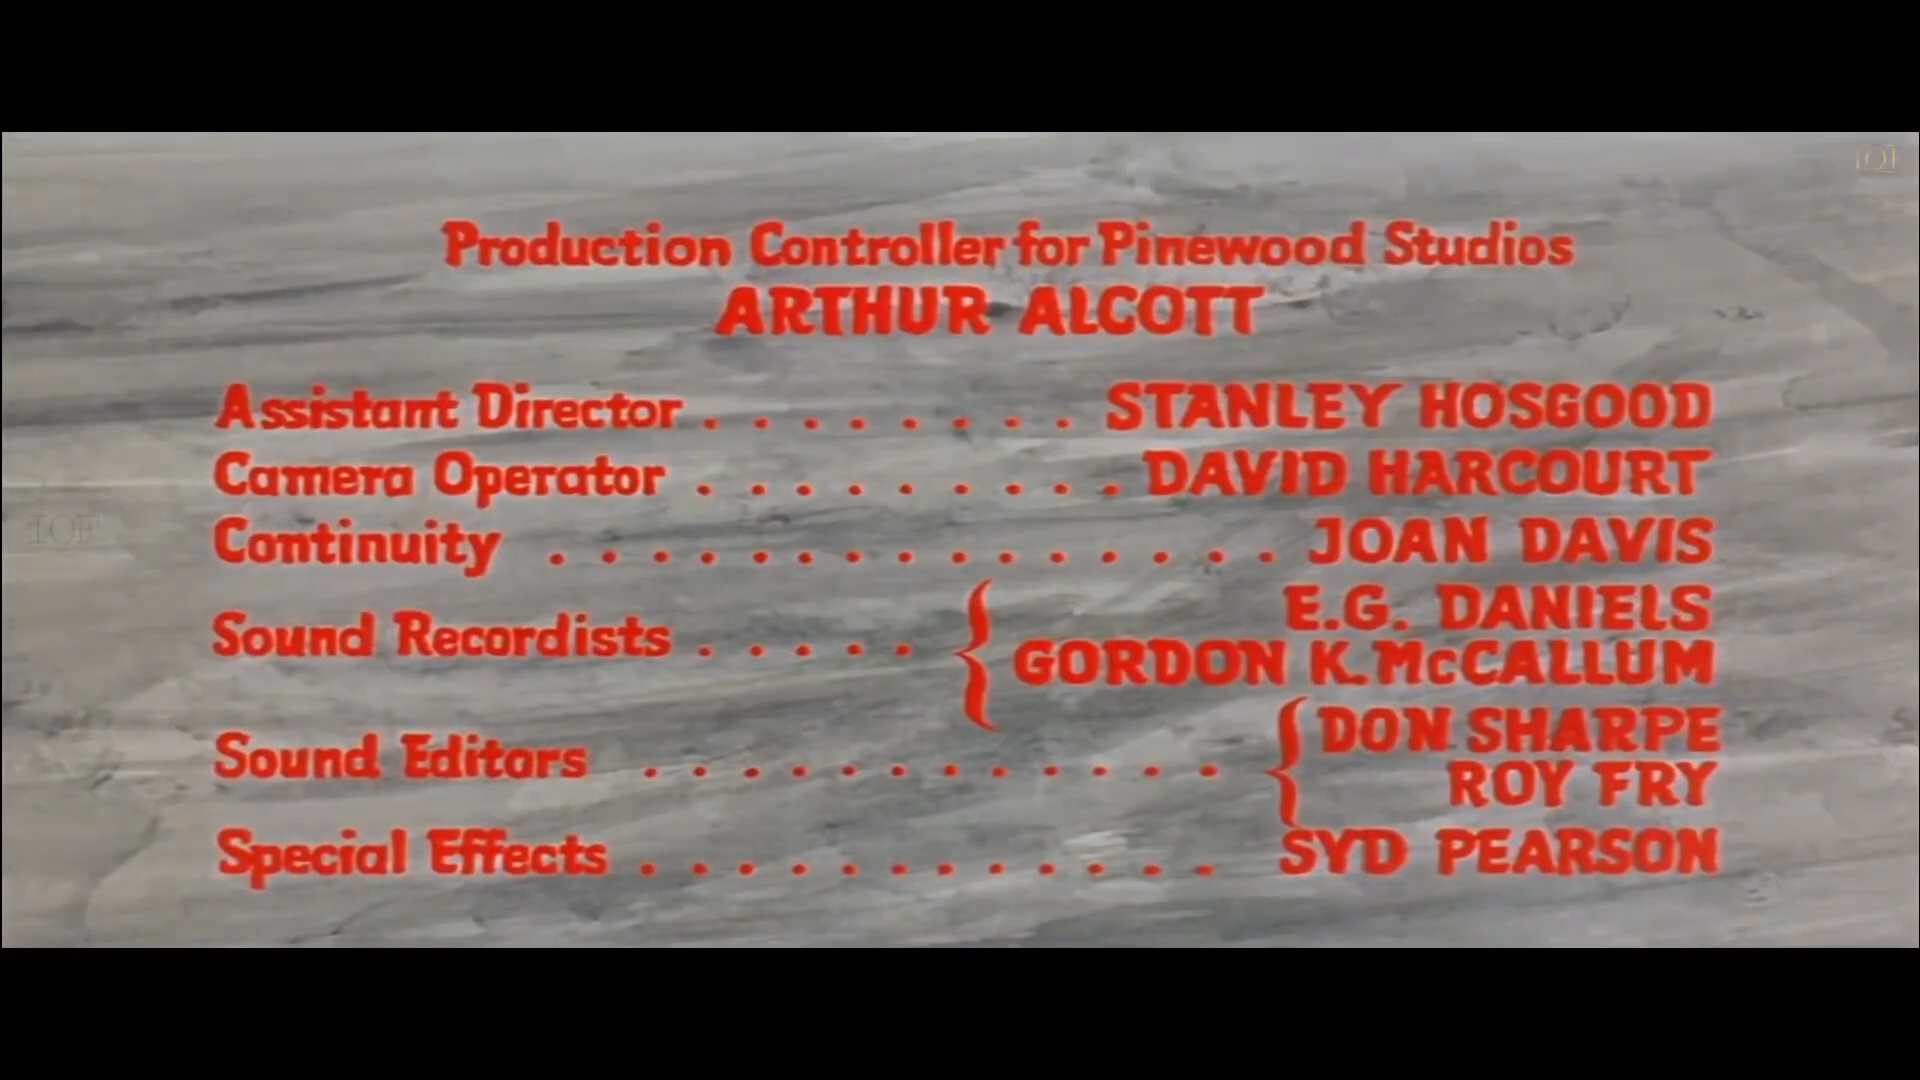 Production Controller for Pinewood Studios
ARTHUR ALCOTT
Assistant Director . . . . . . . . STANLEY HOSGOOD
Camera Operator . . . . . . . . . DAVID HARCOURT
Continuity . . . . . . . . . . . . . . . JOAN DAVIS
Sound Recordists . . . . . { E.G. DANIELS
GORDON K. McCALLUM
Sound Editors . . . . . . . . . . . . { DON SHARPE
ROY FRY
Special Effects . . . . . . . . . . . . SYD PEARSON